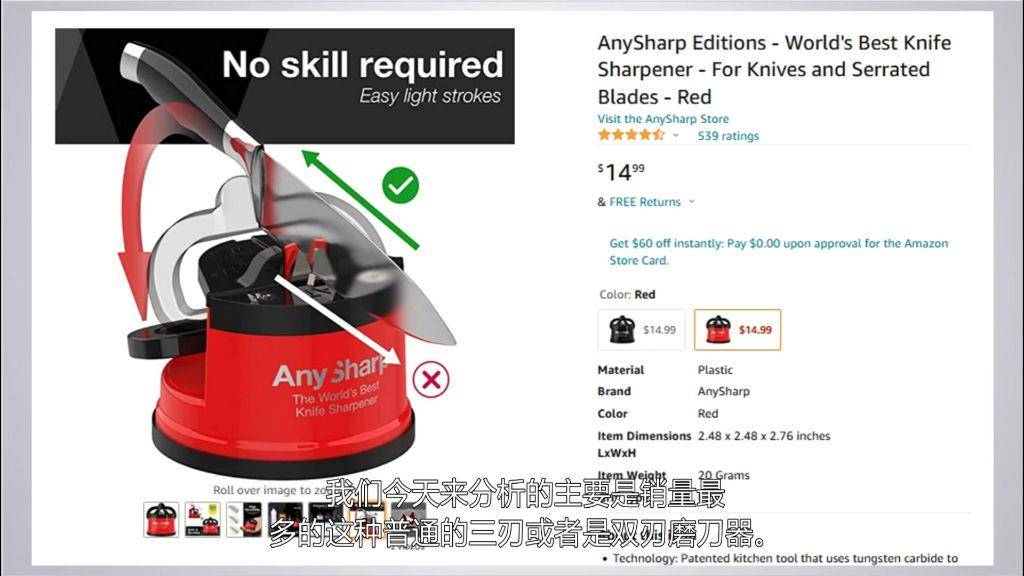 No skill required
Easy light strokes
AnySharp
The World's Best
Knife Sharpener
Roll over image to zo
AnySharp Editions - World's Best Knife
Sharpener - For Knives and Serrated
Blades - Red
Visit the AnySharp Store
539 ratings
$14.99
& FREE Returns
Get $60 off instantly: Pay $0.00 upon approval for the Amazon
Store Card.
Color: Red
$14.99
$14.99
Material Plastic
Brand AnySharp
Color Red
Item Dimensions 2.48 x 2.48 x 2.76 inches
LxWxH
Item Weight 20 Grams
我们今天来分析的主要是销量最
多的这种普通的三刃或者是双刃磨刀器。
• Technology: Patented kitchen tool that uses tungsten carbide to